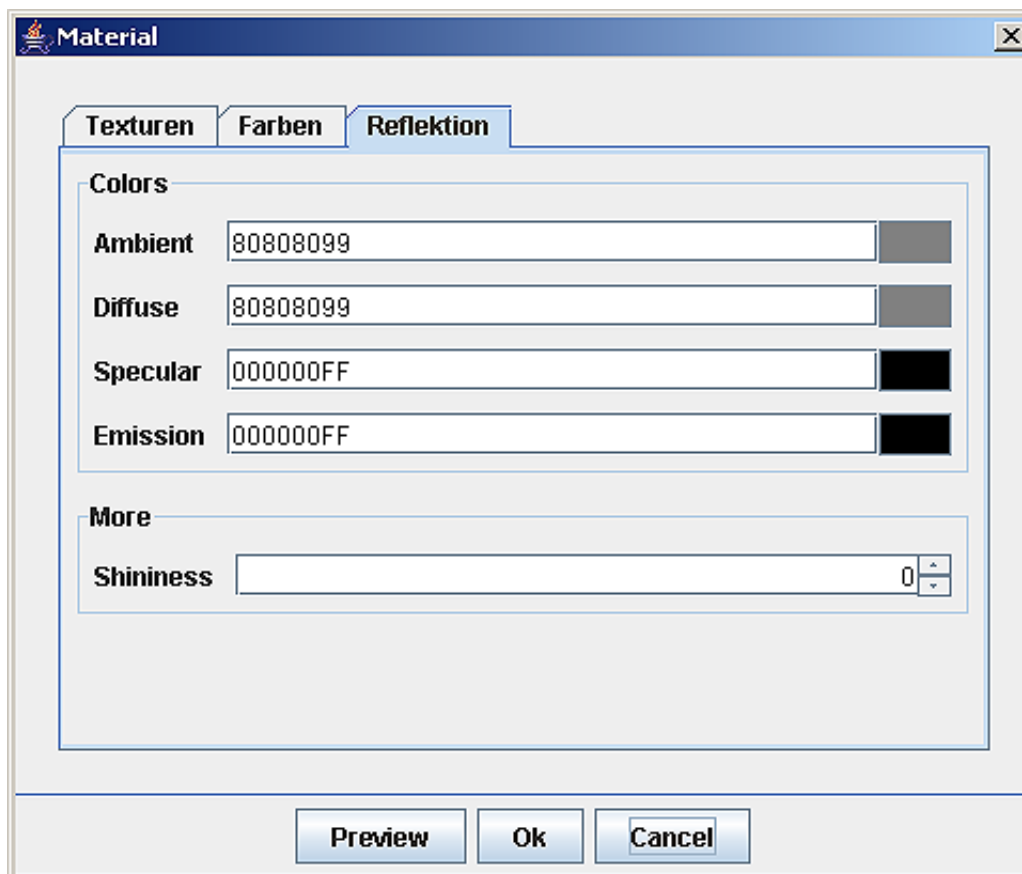 Material
Texturen Farben Reflektion
Colors
Ambient 80808099
Diffuse 80808099
Specular 000000FF
Emission 000000FF
More
Shininess 0
Preview Ok Cancel